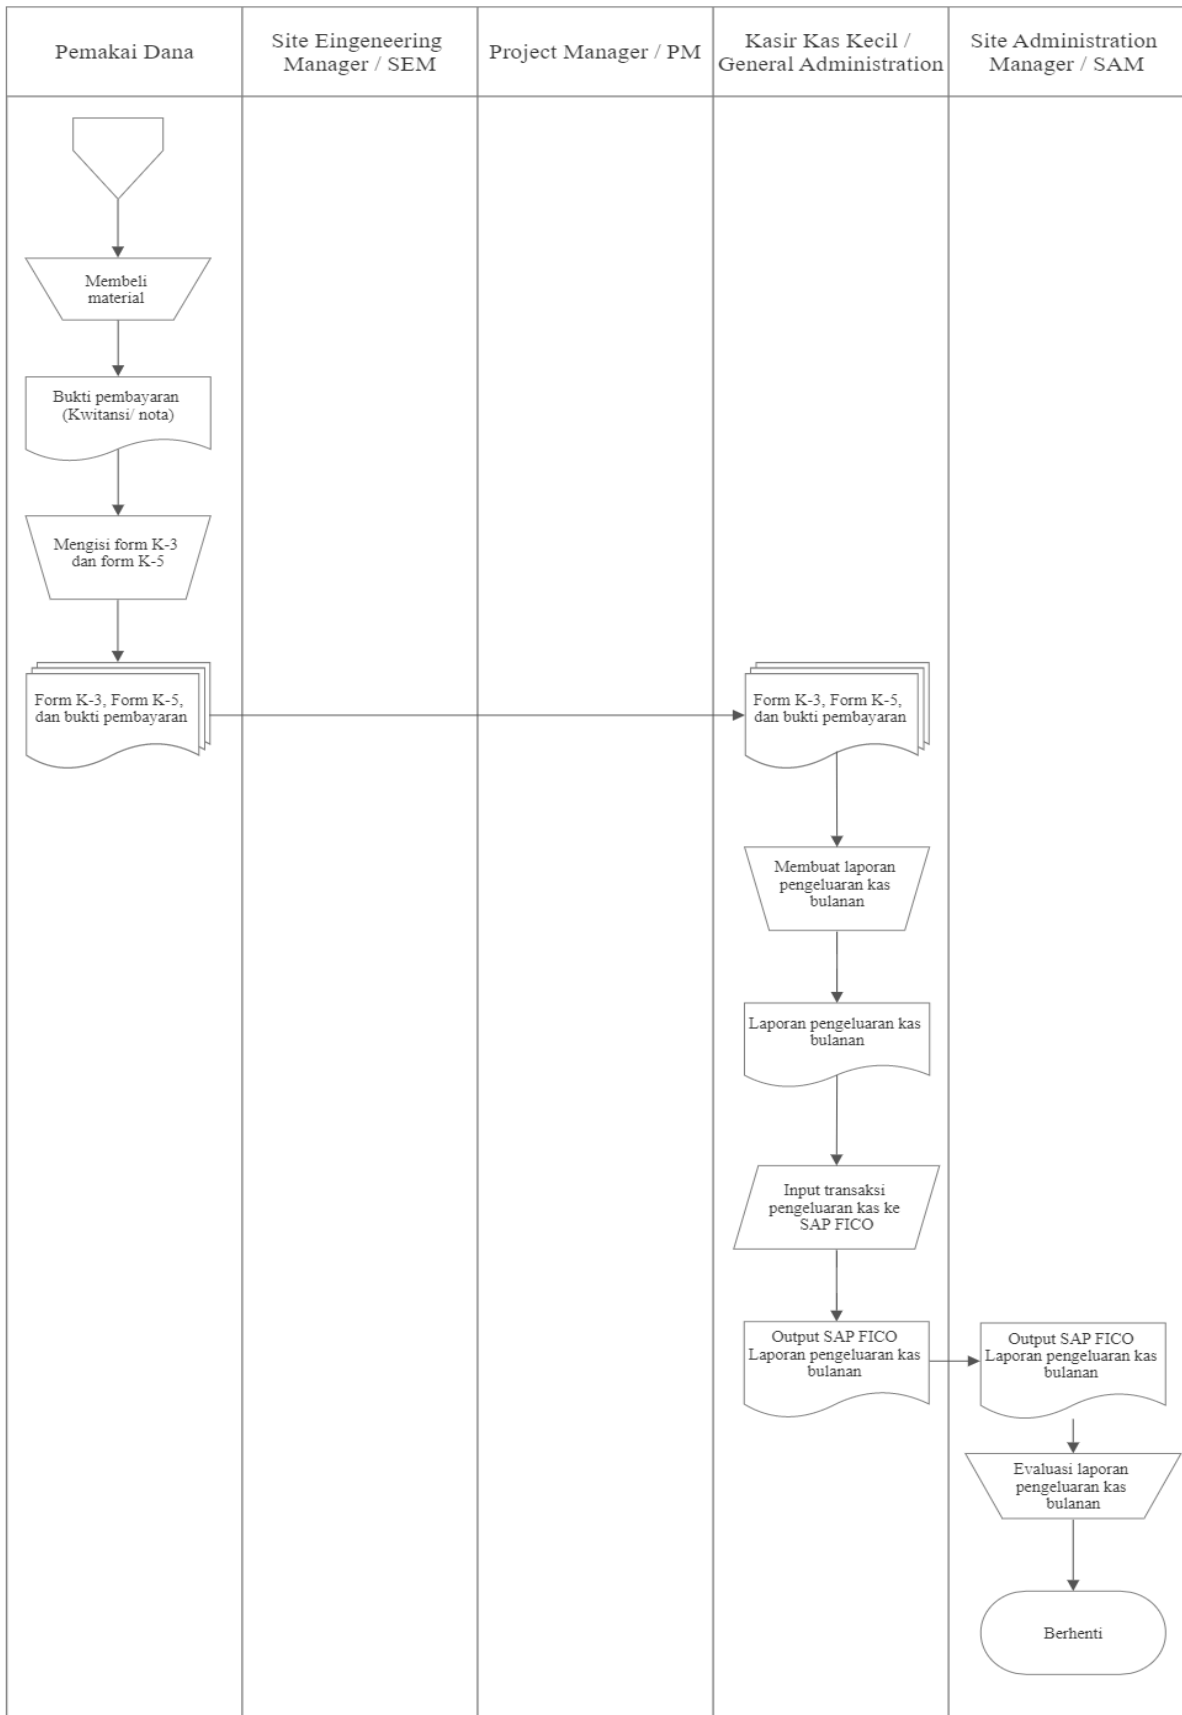 Pemakai Dana
Site Eingeneering
Manager / SEM
Project Manager / PM
Kasir Kas Kecil /
General Administration
Site Administration
Manager / SAM
Membeli
material
Bukti pembayaran
(Kwitansi/ nota)
Mengisi form K-3
dan form K-5
Form K-3, Form K-5,
dan bukti pembayaran
Form K-3, Form K-5,
dan bukti pembayaran
Membuat laporan
pengeluaran kas
bulanan
Laporan pengeluaran kas
bulanan
Input transaksi
pengeluaran kas ke
SAP FICO
Output SAP FICO
Laporan pengeluaran kas
bulanan
Output SAP FICO
Laporan pengeluaran kas
bulanan
Evaluasi laporan
pengeluaran kas
bulanan
Berhenti